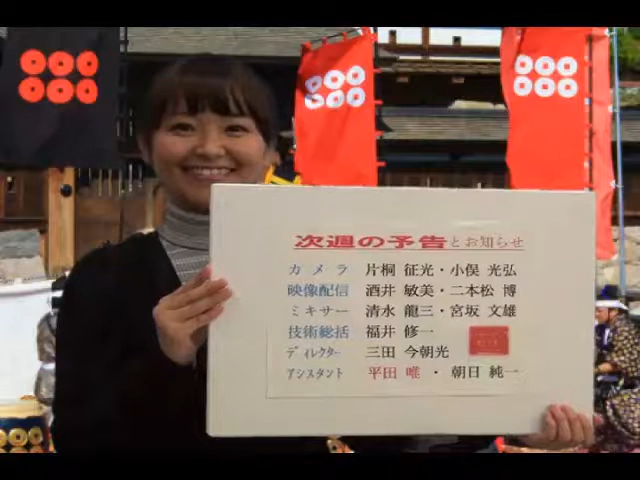 次週の予告とお知らせ
カメラ 片桐 征光・小俣 光弘
映像配信 酒井 敏美・二本松 博
ミキサー 清水 龍三・宮坂 文雄
技術総括 福井 修一
ディレクター 三田 今朝光
アシスタント 平田 唯・朝日 純一